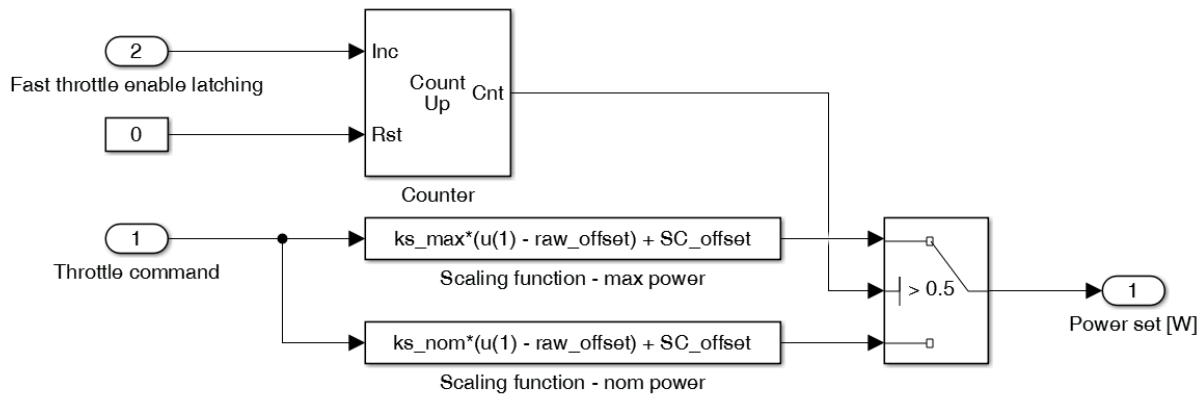 2
Fast throttle enable latching
0
Inc
Rst
Count
Up
Cnt
Counter
1
Throttle command
ks_max*(u(1) - raw_offset) + SC_offset
Scaling function - max power
ks_nom*(u(1) - raw_offset) + SC_offset
Scaling function - nom power
> 0.5
1
Power set [W]